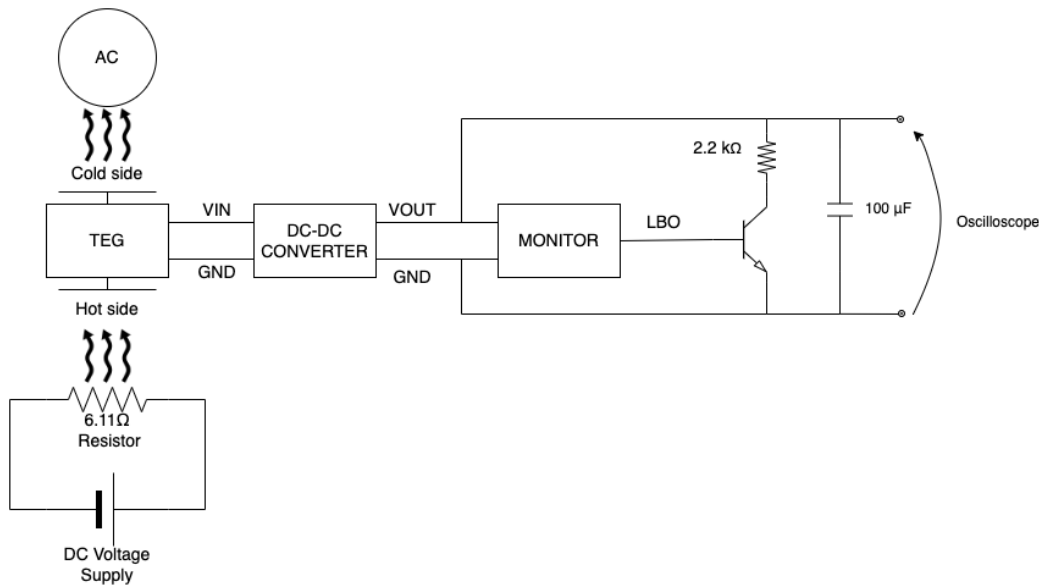 AC
Cold side
TEG
VIN
GND
DC-DC
CONVERTER
VOUT
GND
MONITOR
LBO
2.2 kΩ
100 µF
Oscilloscope
Hot side
6.11Ω
Resistor
DC Voltage
Supply